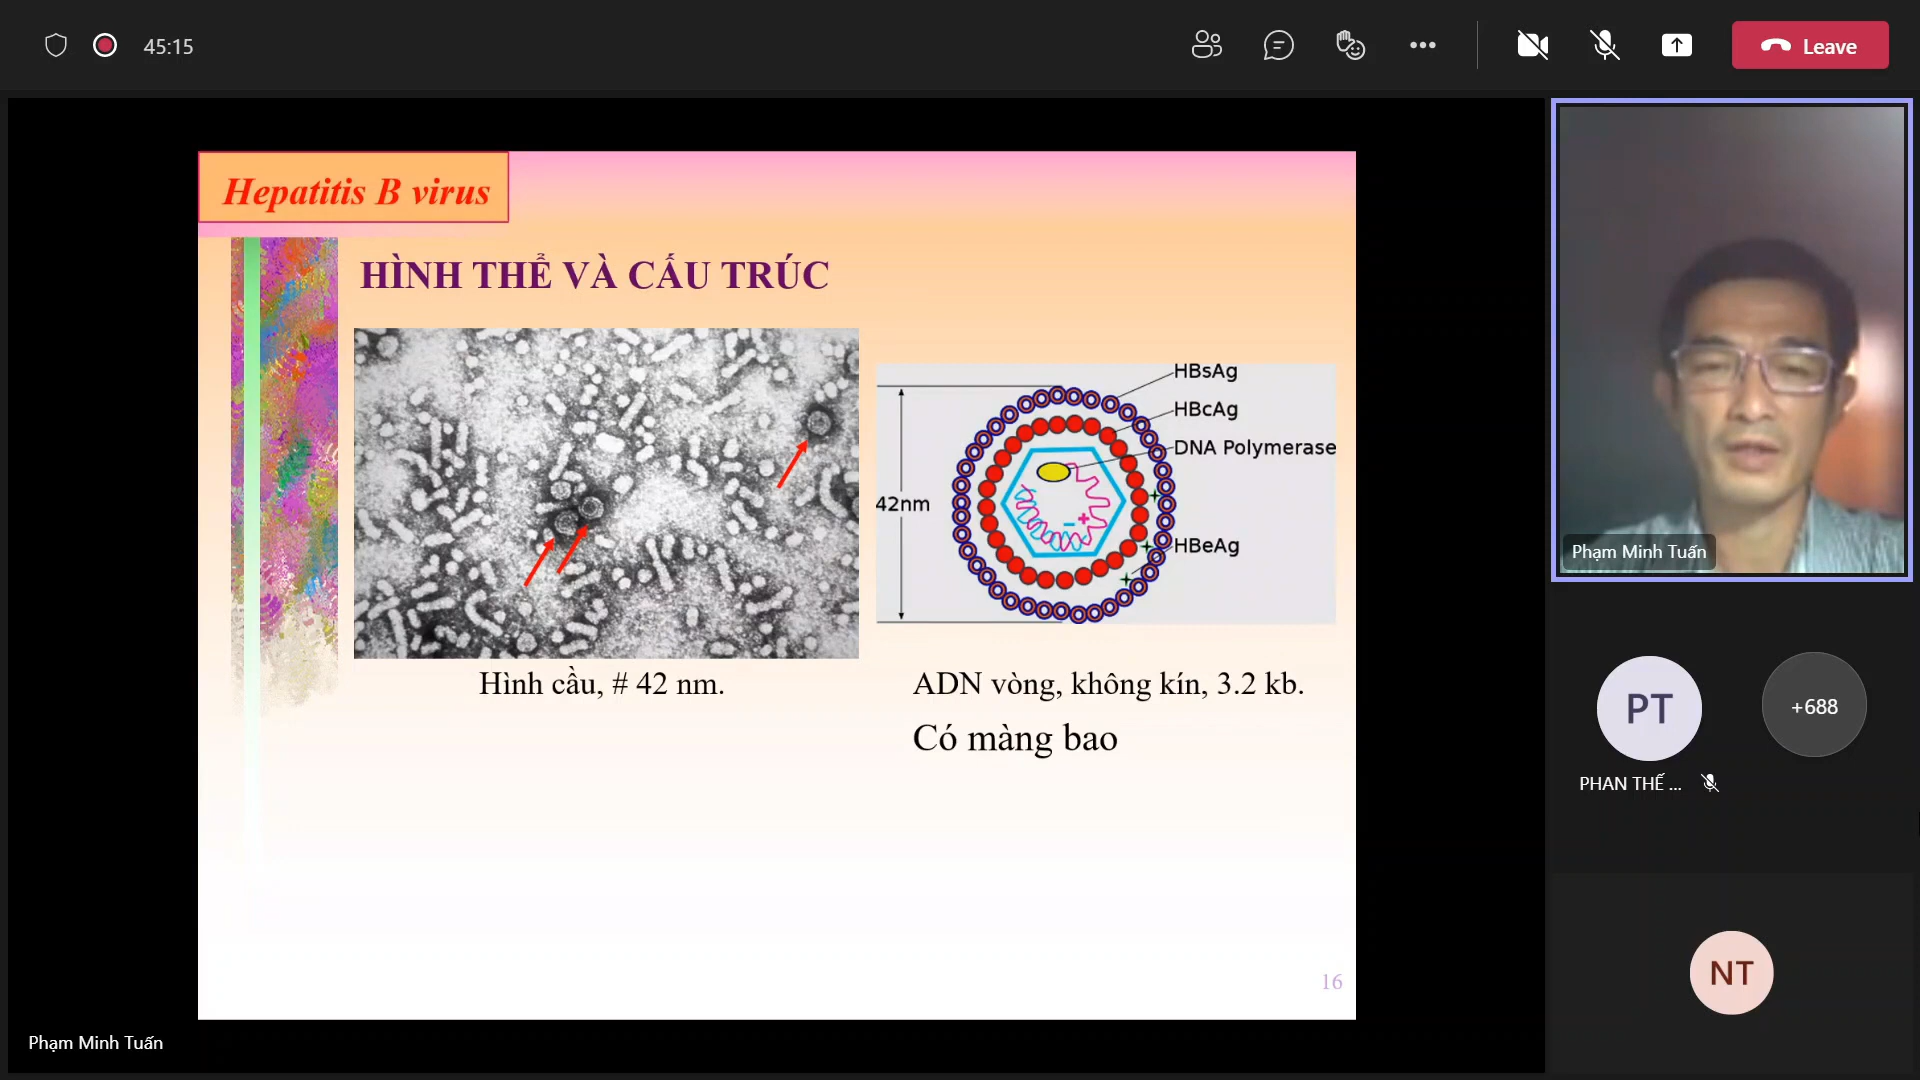 45:15
Leave
Hepatitis B virus
HÌNH THỂ VÀ CẤU TRÚC
HBsAg
HBcAg
DNA Polymerase
42nm
HBeAg
Hình cầu, # 42 nm.
ADN vòng, không kín, 3.2 kb.
Có màng bao
16
Phạm Minh Tuấn
Phạm Minh Tuấn
PT
+688
PHAN THẾ ...
NT